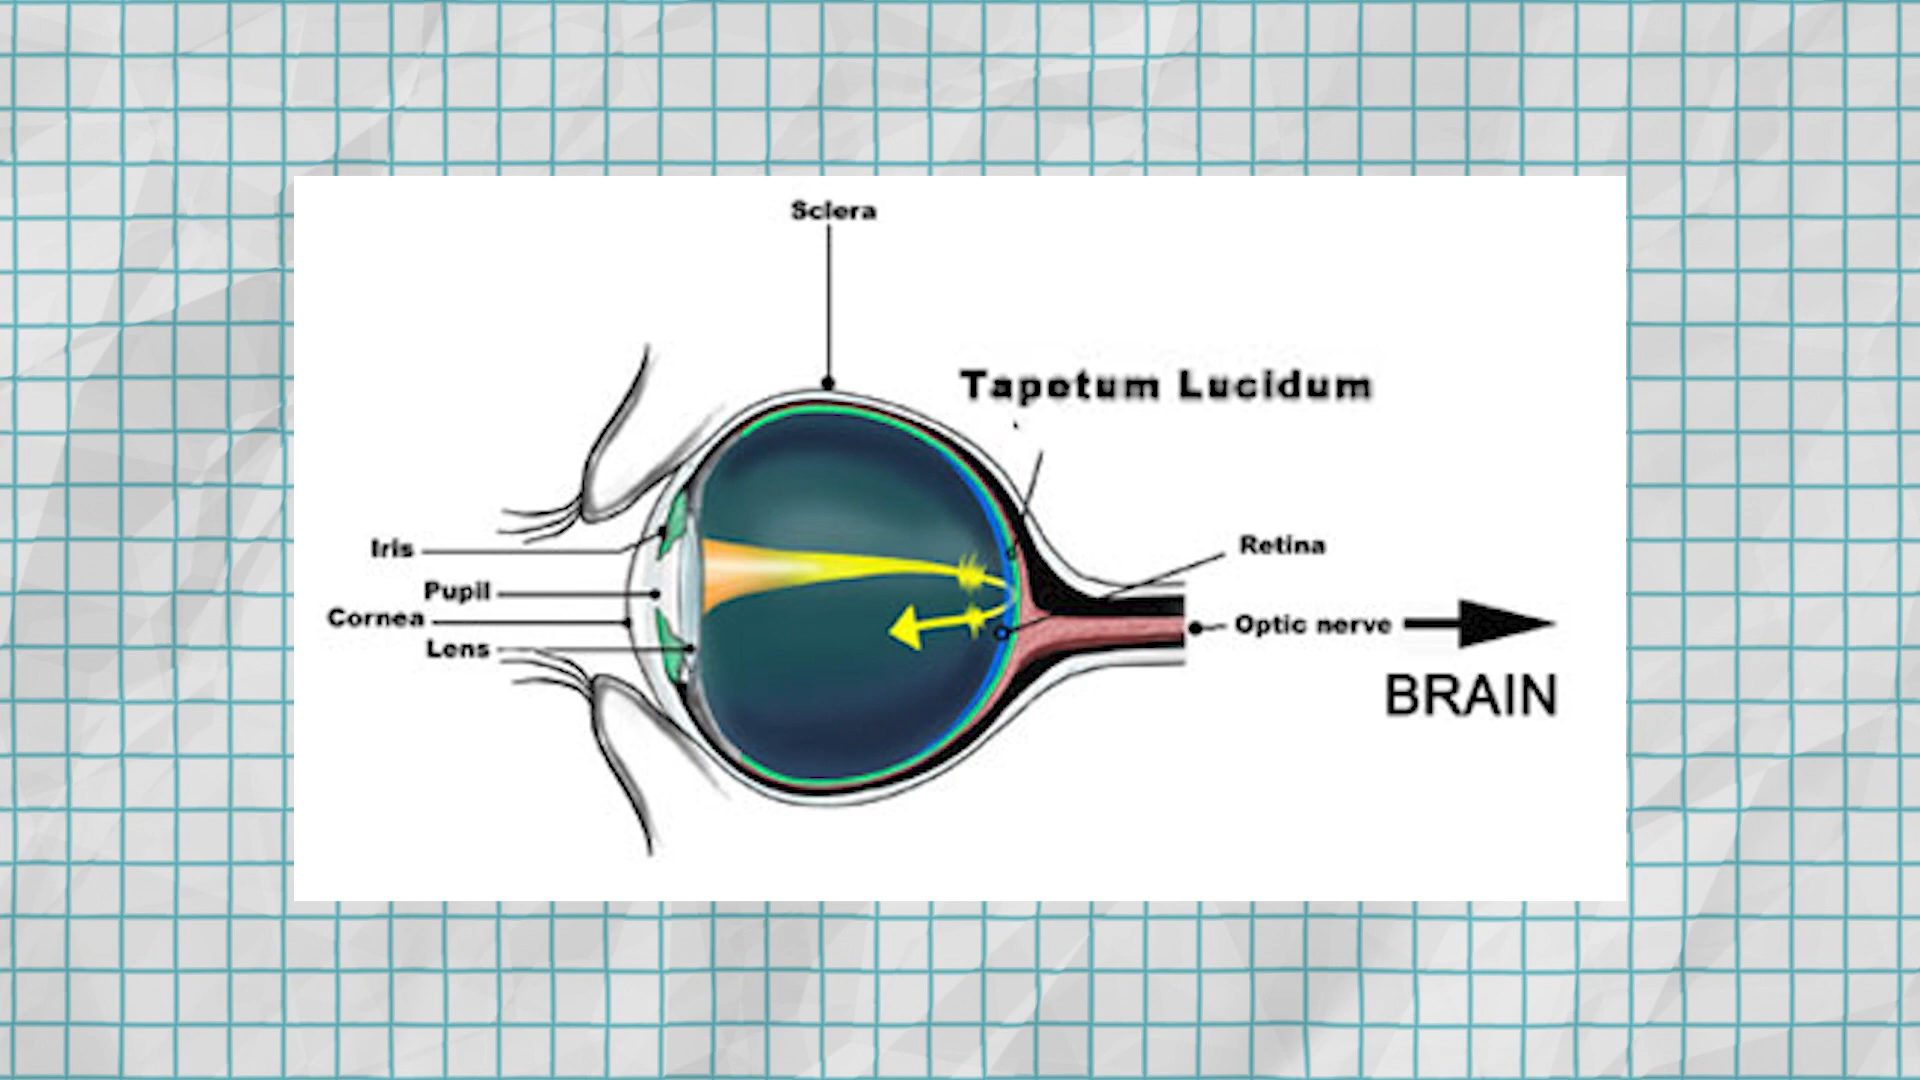 Sclera
Tapetum Lucidum
Iris
Retina
Pupil
Cornea
Optic nerve
Lens
BRAIN